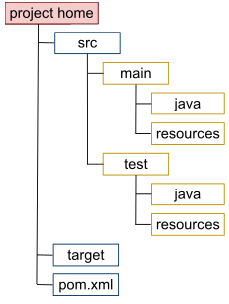 project home
src
main
java
resources
test
java
resources
target
pom.xml